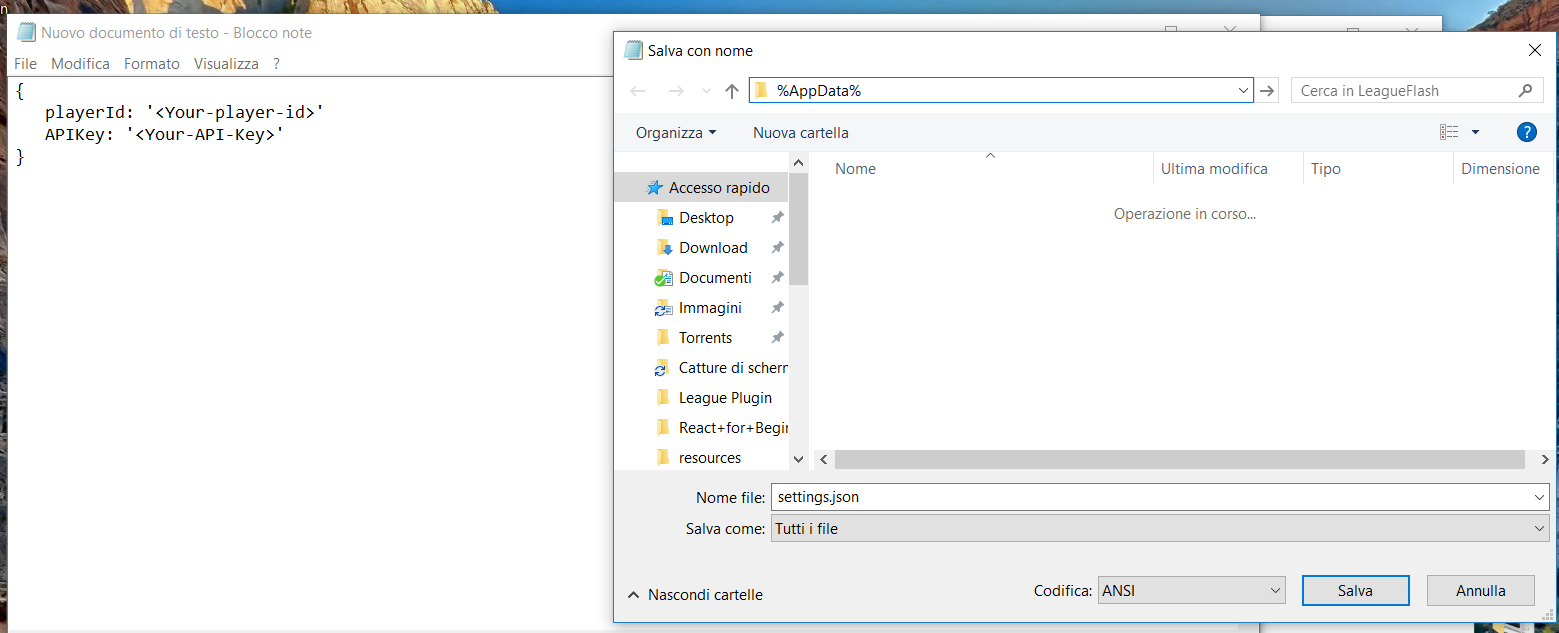 n
Nuovo documento di testo - Blocco note
File Modifica Formato Visualizza ?
{
playerId: '<Your-player-id>'
APIKey: '<Your-API-Key>'
}
Salva con nome
%AppData%
Cerca in LeagueFlash
Organizza
Nuova cartella
?
Accesso rapido
Desktop
Download
Documenti
Immagini
Torrents
Catture di scherr
League Plugin
React+for+Begir
resources
Nome Ultima modifica Tipo Dimensione
Operazione in corso...
Nome file: settings.json
Salva come: Tutti i file
Nascondi cartelle
Codifica: ANSI
Salva
Annulla